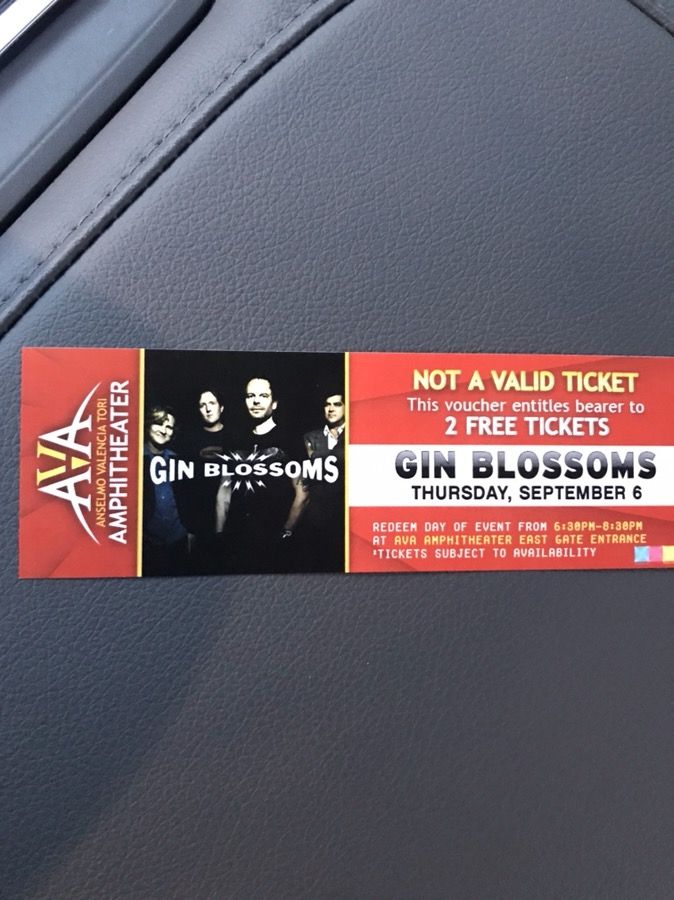 AVA
ANSELMO VALENCIA TORI
AMPHITHEATER
GIN BLOSSOMS
NOT A VALID TICKET
This voucher entitles bearer to
2 FREE TICKETS
GIN BLOSSOMS
THURSDAY, SEPTEMBER 6
REDEEM DAY OF EVENT FROM 6:30PM-8:30PM
AT AVA AMPHITHEATER EAST GATE ENTRANCE
*TICKETS SUBJECT TO AVAILABILITY